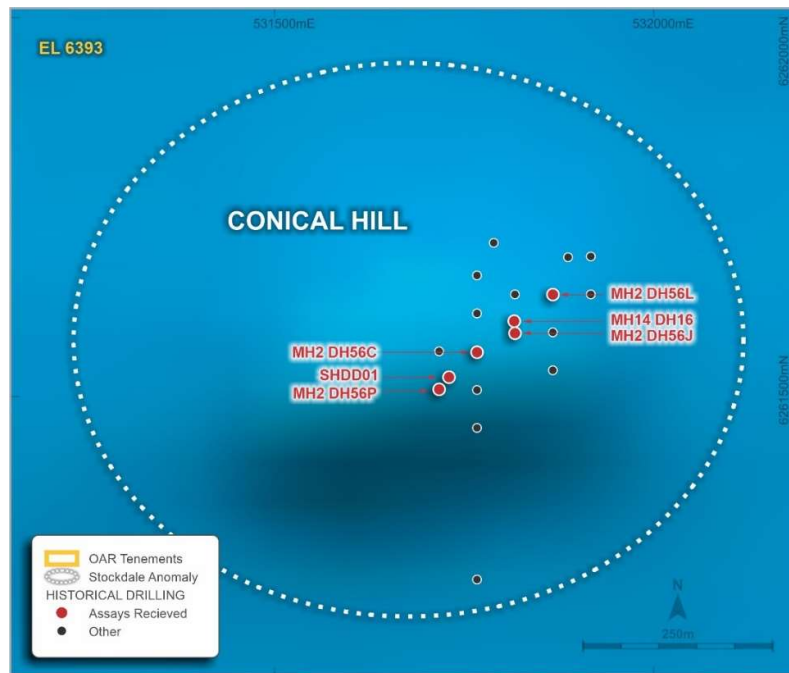 531500mE
532000mE
EL 6393
6262000mN
CONICAL HILL
MH2 DH56L
MH14 DH16
MH2 DH56J
MH2 DH56C
SHDD01
MH2 DH56P
6261500mN
OAR Tenements
Stockdale Anomaly
HISTORICAL DRILLING
Assays Recieved
Other
N
250m